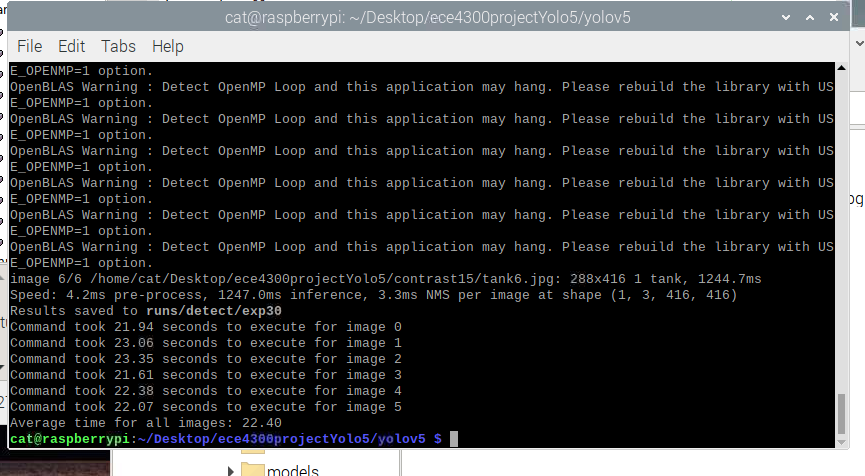 cat@raspberrypi: ~/Desktop/ece4300projectYolo5/yolov5
File Edit Tabs Help
E_OPENMP=1 option.
OpenBLAS Warning : Detect OpenMP Loop and this application may hang. Please rebuild the library with US
E_OPENMP=1 option.
OpenBLAS Warning : Detect OpenMP Loop and this application may hang. Please rebuild the library with US
E_OPENMP=1 option.
OpenBLAS Warning : Detect OpenMP Loop and this application may hang. Please rebuild the library with US
E_OPENMP=1 option.
OpenBLAS Warning : Detect OpenMP Loop and this application may hang. Please rebuild the library with US
E_OPENMP=1 option.
OpenBLAS Warning : Detect OpenMP Loop and this application may hang. Please rebuild the library with US
E_OPENMP=1 option.
OpenBLAS Warning : Detect OpenMP Loop and this application may hang. Please rebuild the library with US
E_OPENMP=1 option.
image 6/6 /home/cat/Desktop/ece4300projectYolo5/contrast15/tank6.jpg: 288x416 1 tank, 1244.7ms
Speed: 4.2ms pre-process, 1247.0ms inference, 3.3ms NMS per image at shape (1, 3, 416, 416)
Results saved to runs/detect/exp30
Command took 21.94 seconds to execute for image 0
Command took 23.06 seconds to execute for image 1
Command took 23.35 seconds to execute for image 2
Command took 21.61 seconds to execute for image 3
Command took 22.38 seconds to execute for image 4
Command took 22.07 seconds to execute for image 5
Average time for all images: 22.40
cat@raspberrypi:~/Desktop/ece4300projectYolo5/yolov5 $
models